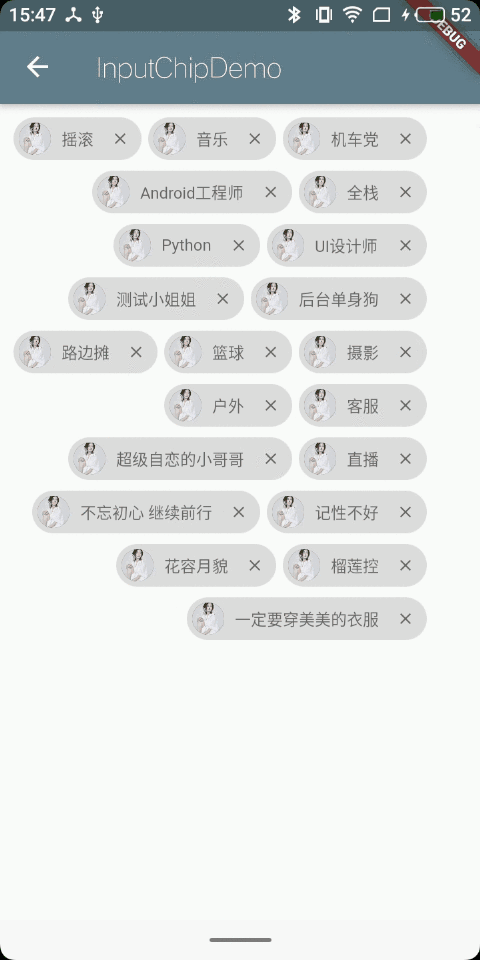 15:47 52
DEBUG
InputChipDemo
摇滚 音乐 机车党
Android工程师 全栈
Python UI设计师
测试小姐姐 后台单身狗
路边摊 篮球 摄影
户外 客服
超级自恋的小哥哥 直播
不忘初心 继续前行 记性不好
花容月貌 榴莲控
一定要穿美美的衣服